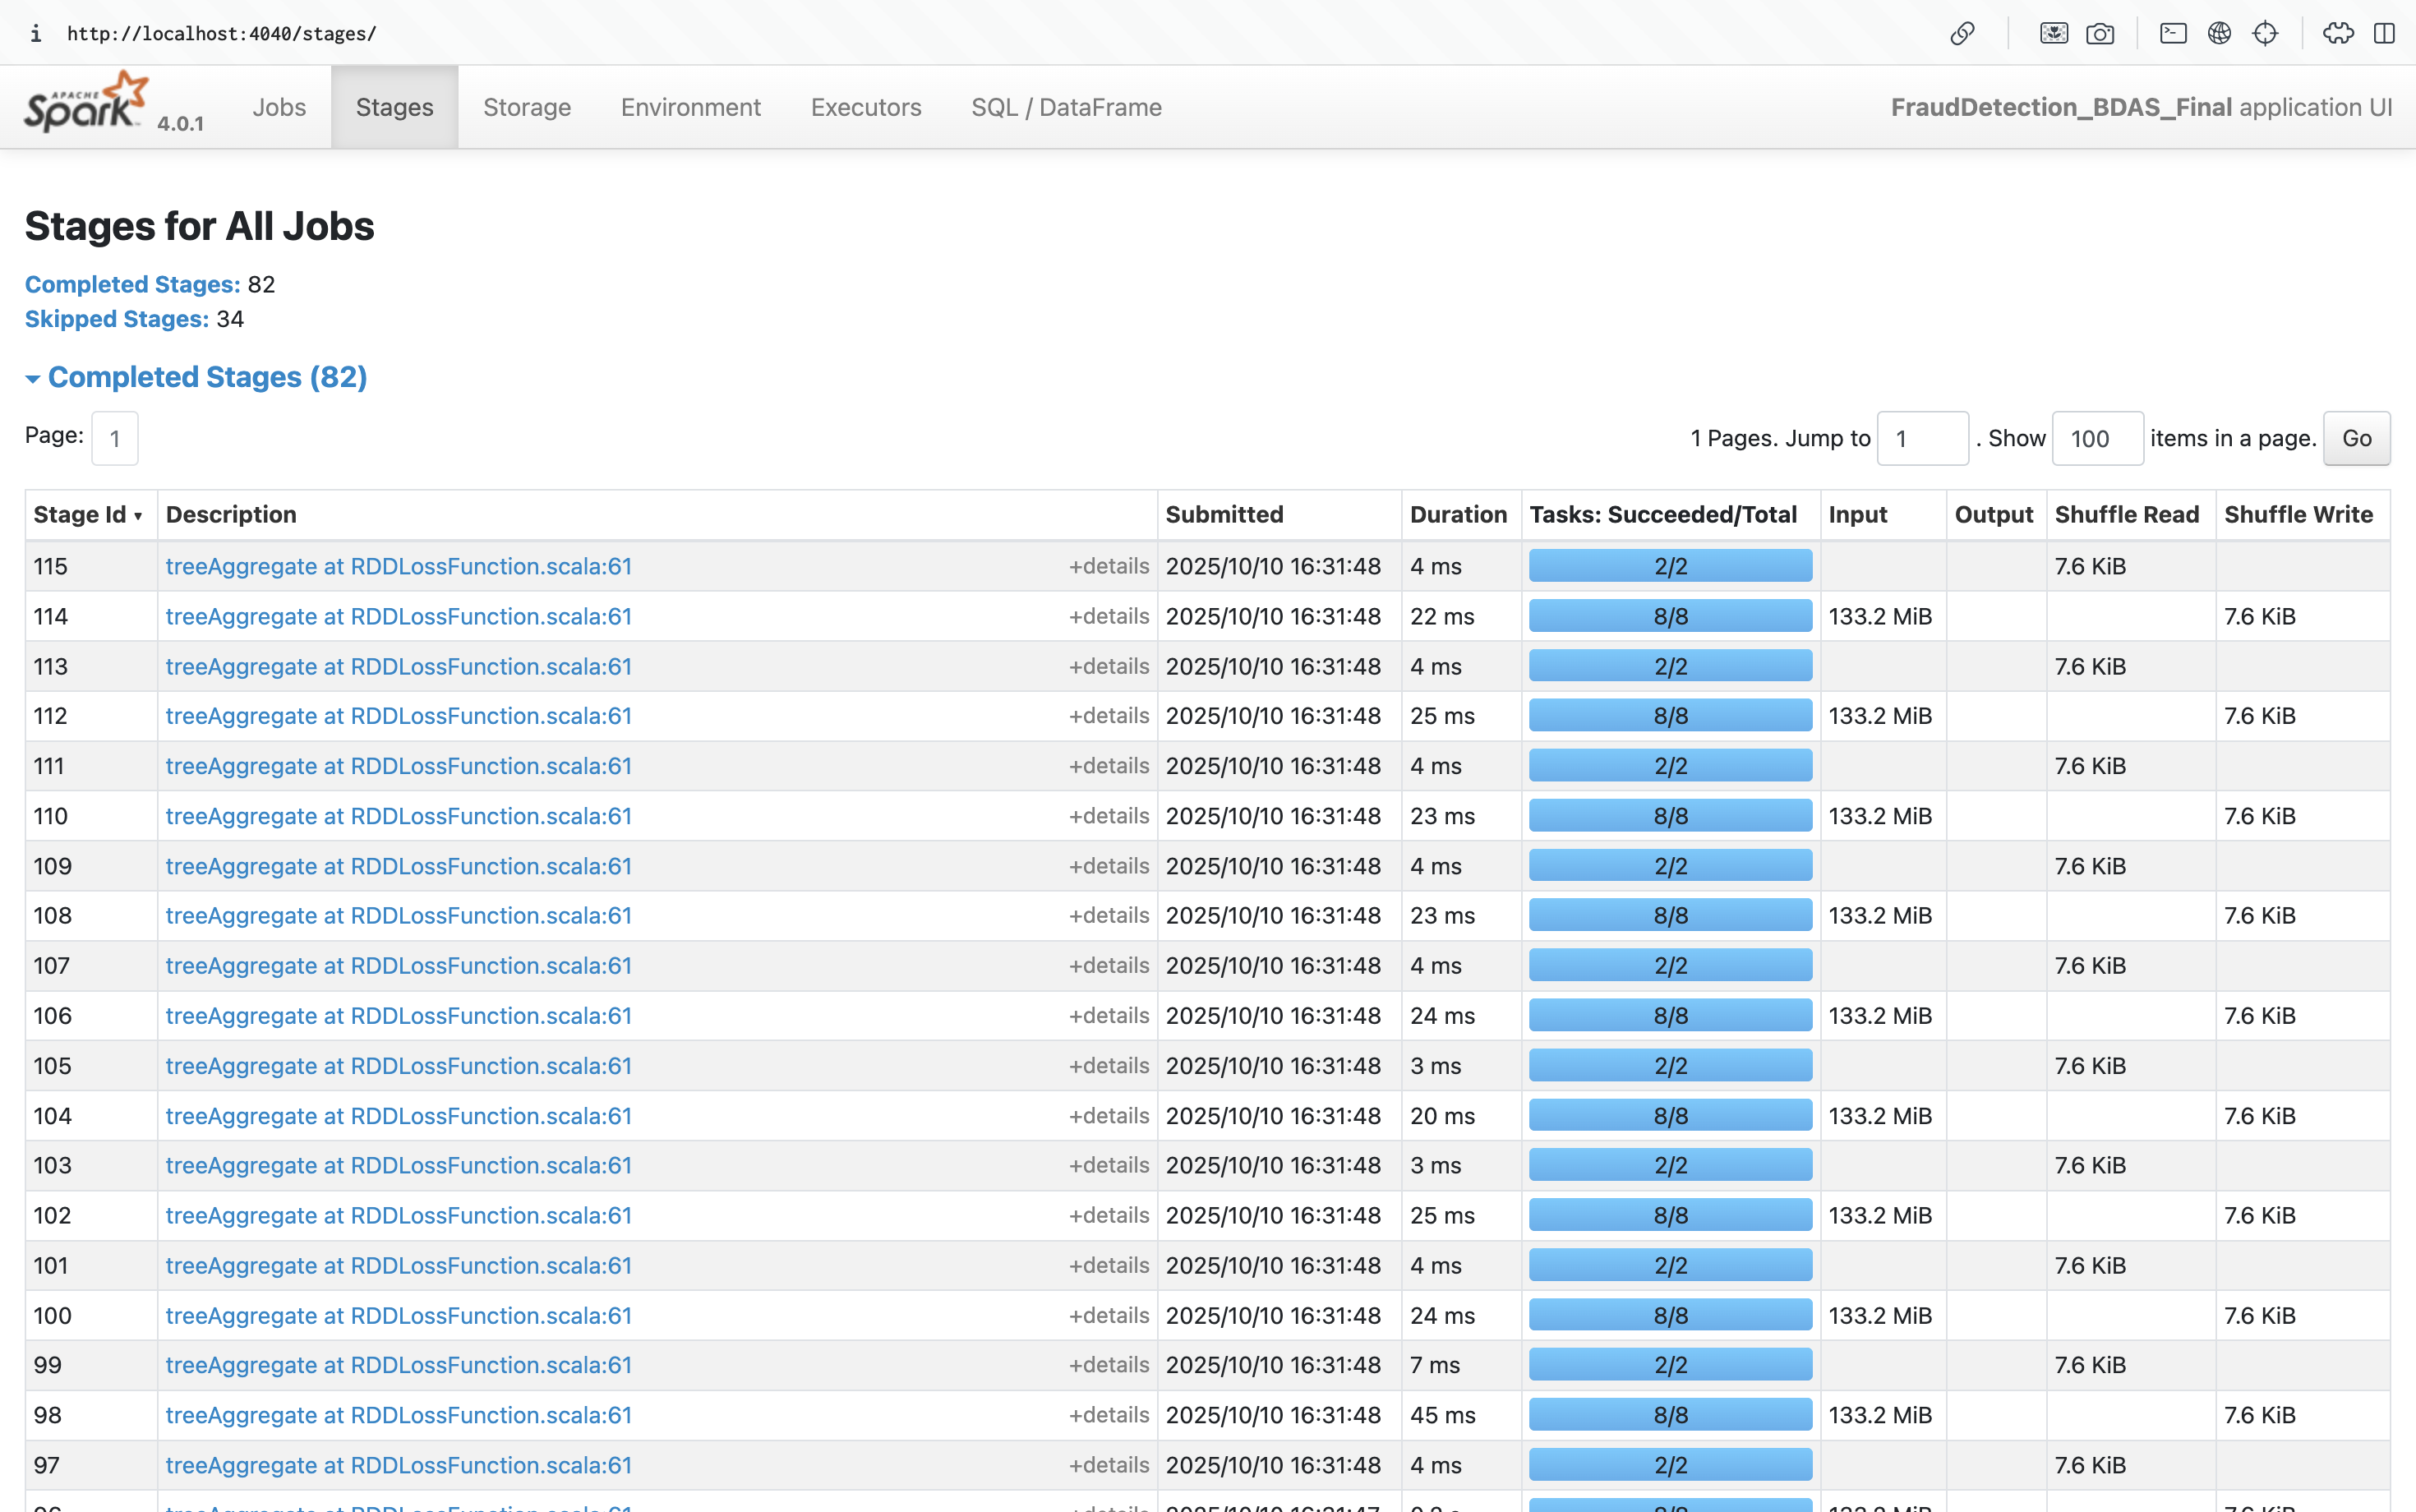 http://localhost:4040/stages/
APACHE Spark 4.0.1 Jobs Stages Storage Environment Executors SQL / DataFrame FraudDetection_BDAS_Final application UI
Stages for All Jobs
Completed Stages: 82
Skipped Stages: 34
Completed Stages (82)
Page: 1 1 Pages. Jump to 1 . Show 100 items in a page. Go
Stage Id ▾ Description Submitted Duration Tasks: Succeeded/Total Input Output Shuffle Read Shuffle Write
115 treeAggregate at RDDLossFunction.scala:61 +details 2025/10/10 16:31:48 4 ms 2/2 7.6 KiB
114 treeAggregate at RDDLossFunction.scala:61 +details 2025/10/10 16:31:48 22 ms 8/8 133.2 MiB 7.6 KiB
113 treeAggregate at RDDLossFunction.scala:61 +details 2025/10/10 16:31:48 4 ms 2/2 7.6 KiB
112 treeAggregate at RDDLossFunction.scala:61 +details 2025/10/10 16:31:48 25 ms 8/8 133.2 MiB 7.6 KiB
111 treeAggregate at RDDLossFunction.scala:61 +details 2025/10/10 16:31:48 4 ms 2/2 7.6 KiB
110 treeAggregate at RDDLossFunction.scala:61 +details 2025/10/10 16:31:48 23 ms 8/8 133.2 MiB 7.6 KiB
109 treeAggregate at RDDLossFunction.scala:61 +details 2025/10/10 16:31:48 4 ms 2/2 7.6 KiB
108 treeAggregate at RDDLossFunction.scala:61 +details 2025/10/10 16:31:48 23 ms 8/8 133.2 MiB 7.6 KiB
107 treeAggregate at RDDLossFunction.scala:61 +details 2025/10/10 16:31:48 4 ms 2/2 7.6 KiB
106 treeAggregate at RDDLossFunction.scala:61 +details 2025/10/10 16:31:48 24 ms 8/8 133.2 MiB 7.6 KiB
105 treeAggregate at RDDLossFunction.scala:61 +details 2025/10/10 16:31:48 3 ms 2/2 7.6 KiB
104 treeAggregate at RDDLossFunction.scala:61 +details 2025/10/10 16:31:48 20 ms 8/8 133.2 MiB 7.6 KiB
103 treeAggregate at RDDLossFunction.scala:61 +details 2025/10/10 16:31:48 3 ms 2/2 7.6 KiB
102 treeAggregate at RDDLossFunction.scala:61 +details 2025/10/10 16:31:48 25 ms 8/8 133.2 MiB 7.6 KiB
101 treeAggregate at RDDLossFunction.scala:61 +details 2025/10/10 16:31:48 4 ms 2/2 7.6 KiB
100 treeAggregate at RDDLossFunction.scala:61 +details 2025/10/10 16:31:48 24 ms 8/8 133.2 MiB 7.6 KiB
99 treeAggregate at RDDLossFunction.scala:61 +details 2025/10/10 16:31:48 7 ms 2/2 7.6 KiB
98 treeAggregate at RDDLossFunction.scala:61 +details 2025/10/10 16:31:48 45 ms 8/8 133.2 MiB 7.6 KiB
97 treeAggregate at RDDLossFunction.scala:61 +details 2025/10/10 16:31:48 4 ms 2/2 7.6 KiB